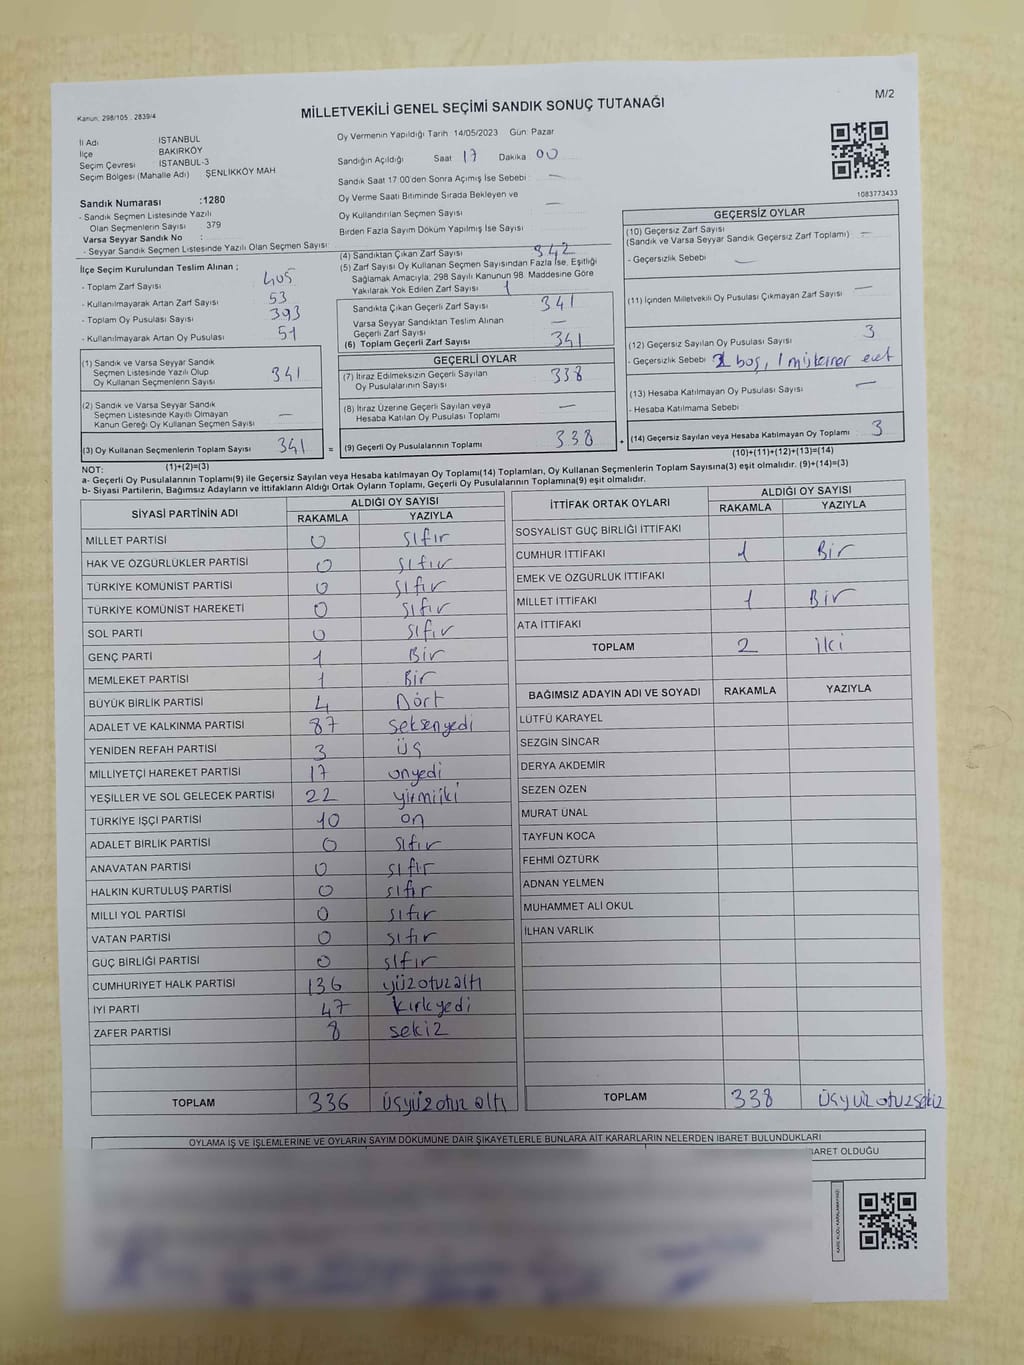 M/2
Kanun, 298/105 , 2839/4
MİLLETVEKİLİ GENEL SEÇİMİ SANDIK SONUÇ TUTANAĞI
İl Adı İSTANBUL
İlçe BAKIRKÖY
Seçim Çevresi İSTANBUL-3
Seçim Bölgesi (Mahalle Adı) ŞENLİKKÖY MAH.
Oy Vermenin Yapıldığı Tarih 14/05/2023 Gün: Pazar
Sandığın Açıldığı Saat 17 Dakika 00
Sandık Saat 17:00'den Sonra Açımış İse Sebebi —
Oy Verme Saati Bitiminde Sırada Bekleyen ve
Oy Kullandırılan Seçmen Sayısı —
Birden Fazla Sayım Döküm Yapılmış İse Sayısı
1083773433
Sandık Numarası :1280
- Sandık Seçmen Listesinde Yazılı
Olan Seçmenlerin Sayısı 379
Varsa Seyyar Sandık No :
- Seyyar Sandık Seçmen Listesinde Yazılı Olan Seçmen Sayısı:
İlçe Seçim Kurulundan Teslim Alınan ;
- Toplam Zarf Sayısı 405
- Kullanılmayarak Artan Zarf Sayısı 53
- Toplam Oy Pusulası Sayısı 393
- Kullanılmayarak Artan Oy Pusulası 51
(1) Sandık ve Varsa Seyyar Sandık
Seçmen Listesinde Yazılı Olup
Oy Kullanan Seçmenlerin Sayısı 341
(2) Sandık ve Varsa Seyyar Sandık
Seçmen Listesinde Kayıtlı Olmayan
Kanun Gereği Oy Kullanan Seçmen Sayısı —
(3) Oy Kullanan Seçmenlerin Toplam Sayısı 341 =
(1)+(2)=(3)
(4) Sandıktan Çıkan Zarf Sayısı 342
(5) Zarf Sayısı Oy Kullanan Seçmen Sayısından Fazla İse, Eşitliği
Sağlamak Amacıyla, 298 Sayılı Kanunun 98. Maddesine Göre
Yakılarak Yok Edilen Zarf Sayısı 1
Sandıkta Çıkan Geçerli Zarf Sayısı 341
Varsa Seyyar Sandıktan Teslim Alınan
Geçerli Zarf Sayısı —
(6) Toplam Geçerli Zarf Sayısı 341
GEÇERLİ OYLAR
(7) İtiraz Edilmeksizin Geçerli Sayılan
Oy Pusulalarının Sayısı 338
(8) İtiraz Üzerine Geçerli Sayılan veya
Hesaba Katılan Oy Pusulası Toplamı —
(9) Geçerli Oy Pusulalarının Toplamı 338 +
GEÇERSİZ OYLAR
(10) Geçersiz Zarf Sayısı
(Sandık ve Varsa Seyyar Sandık Geçersiz Zarf Toplamı) —
- Geçersizlik Sebebi —
(11) İçinden Milletvekili Oy Pusulası Çıkmayan Zarf Sayısı —
(12) Geçersiz Sayılan Oy Pusulası Sayısı 3
- Geçersizlik Sebebi boş, 1
(13) Hesaba Katılmayan Oy Pusulası Sayısı —
- Hesaba Katılmama Sebebi
(14) Geçersiz Sayılan veya Hesaba Katılmayan Oy Toplamı 3
(10)+(11)+(12)+(13)=(14)
NOT:
a- Geçerli Oy Pusulalarının Toplamı(9) ile Geçersiz Sayılan veya Hesaba katılmayan Oy Toplamı(14) Toplamları, Oy Kullanan Seçmenlerin Toplam Sayısına(3) eşit olmalıdır. (9)+(14)=(3)
b- Siyasi Partilerin, Bağımsız Adayların ve İttifakların Aldığı Ortak Oyların Toplamı, Geçerli Oy Pusulalarının Toplamına(9) eşit olmalıdır.
SİYASİ PARTİNİN ADI ALDIĞI OY SAYISI
RAKAMLA YAZIYLA
MİLLET PARTİSİ 0 sıfır
HAK VE ÖZGÜRLÜKLER PARTİSİ 0 sıfır
TÜRKİYE KOMÜNİST PARTİSİ 0 sıfır
TÜRKİYE KOMÜNİST HAREKETİ 0 sıfır
SOL PARTİ 0 sıfır
GENÇ PARTİ 1 Bir
MEMLEKET PARTİSİ 1 Bir
BÜYÜK BİRLİK PARTİSİ 4 Dört
ADALET VE KALKINMA PARTİSİ 87 seksenyedi
YENİDEN REFAH PARTİSİ 3 üç
MİLLİYETÇİ HAREKET PARTİSİ 17 onyedi
YEŞİLLER VE SOL GELECEK PARTİSİ 22 yirmiiki
TÜRKİYE İŞÇİ PARTİSİ 10 on
ADALET BİRLİK PARTİSİ 0 sıfır
ANAVATAN PARTİSİ 0 sıfır
HALKIN KURTULUŞ PARTİSİ 0 sıfır
MİLLİ YOL PARTİSİ 0 sıfır
VATAN PARTİSİ 0 sıfır
GÜÇ BİRLİĞİ PARTİSİ 0 sıfır
CUMHURİYET HALK PARTİSİ 136 yüzotuzaltı
İYİ PARTİ 47 kırkyedi
ZAFER PARTİSİ 8 sekiz
TOPLAM 336 üçyüzotuzaltı
İTTİFAK ORTAK OYLARI ALDIĞI OY SAYISI
RAKAMLA YAZIYLA
SOSYALİST GÜÇ BİRLİĞİ İTTİFAKI
CUMHUR İTTİFAKI 1 Bir
EMEK VE ÖZGÜRLÜK İTTİFAKI
MİLLET İTTİFAKI 1 Bir
ATA İTTİFAKI
TOPLAM 2 iki
BAĞIMSIZ ADAYIN ADI VE SOYADI RAKAMLA YAZIYLA
LÜTFÜ KARAYEL
SEZGİN SİNCAR
DERYA AKDEMİR
SEZEN ÖZEN
MURAT ÜNAL
TAYFUN KOCA
FEHMİ ÖZTÜRK
ADNAN YELMEN
MUHAMMET ALİ OKUL
İLHAN VARLIK
TOPLAM 338 üçyüzotuzsekiz
OYLAMA İŞ VE İŞLEMLERİNE VE OYLARIN SAYIM DÖKÜMÜNE DAİR ŞİKAYETLERLE BUNLARA AİT KARARLARIN NELERDEN İBARET BULUNDUKLARI
BARET OLDUĞU